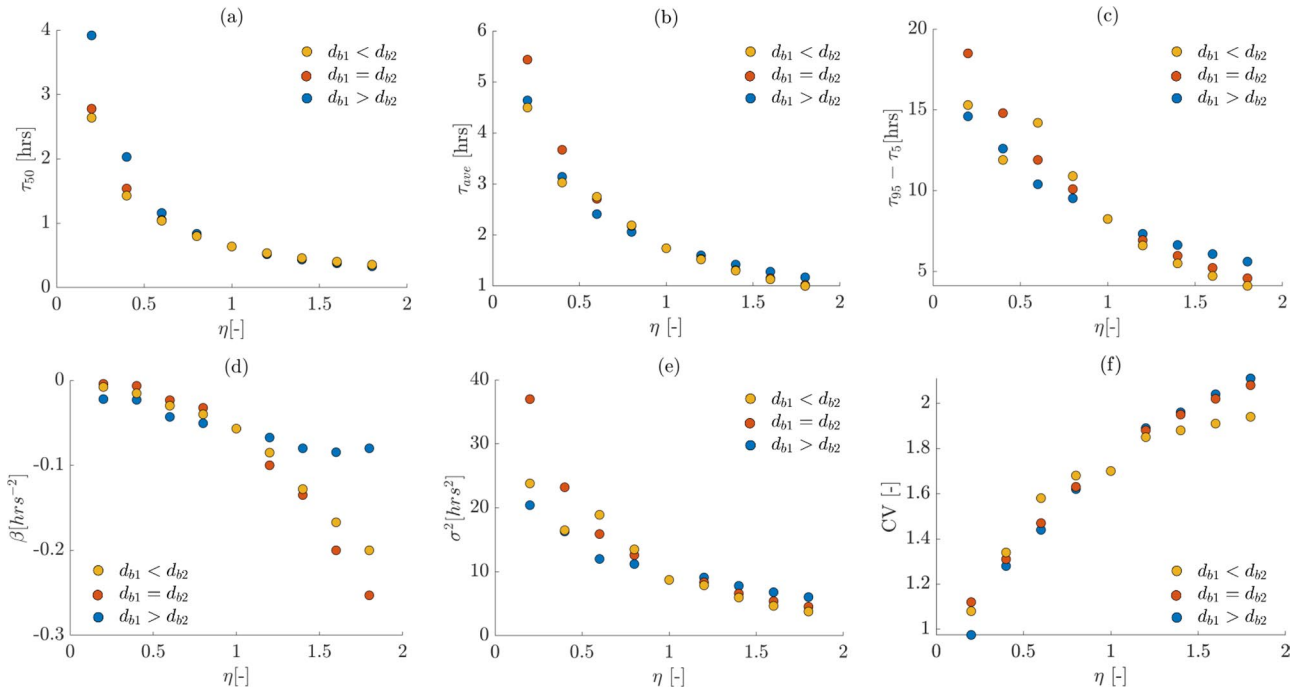 (a)
4
3
2
1
0
0 0.5 1 1.5 2
τ50 [hrs]
η[-]
d_b1 < d_b2
d_b1 = d_b2
d_b1 > d_b2
(b)
6
5
4
3
2
1
0 0.5 1 1.5 2
τ_ave [hrs]
η [-]
d_b1 < d_b2
d_b1 = d_b2
d_b1 > d_b2
(c)
20
15
10
5
0 0.5 1 1.5 2
τ95 − τ5[hrs]
η[-]
d_b1 < d_b2
d_b1 = d_b2
d_b1 > d_b2
(d)
0
-0.1
-0.2
-0.3
0 0.5 1 1.5 2
β[hrs⁻²]
η[-]
d_b1 < d_b2
d_b1 = d_b2
d_b1 > d_b2
(e)
40
30
20
10
0
0 0.5 1 1.5 2
σ²[hrs²]
η[-]
d_b1 < d_b2
d_b1 = d_b2
d_b1 > d_b2
(f)
2
1.8
1.6
1.4
1.2
1
0 0.5 1 1.5 2
CV [-]
η [-]
d_b1 < d_b2
d_b1 = d_b2
d_b1 > d_b2